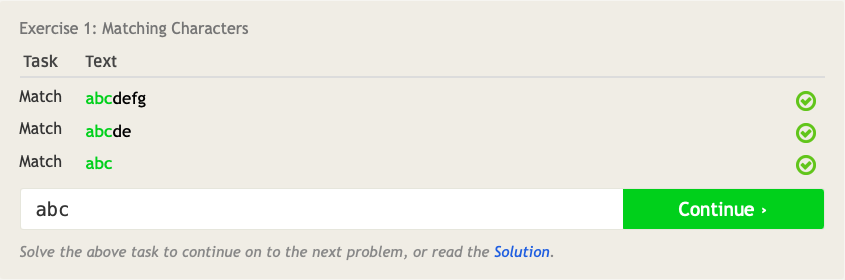 Exercise 1: Matching Characters
Task Text
Match abcdefg
Match abcde
Match abc
abc Continue ›
Solve the above task to continue on to the next problem, or read the Solution.